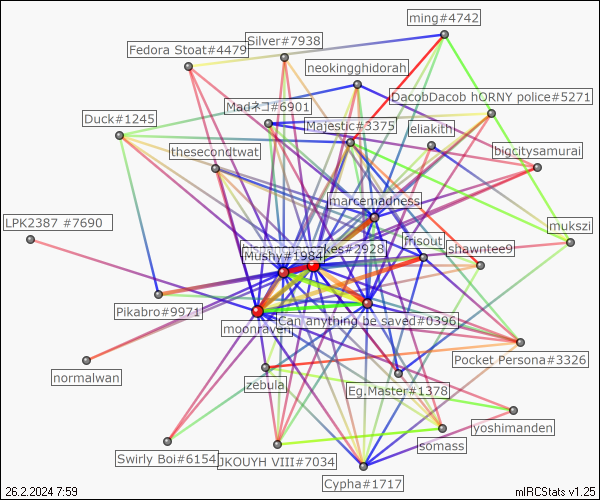 ming#4742
Silver#7938
Fedora Stoat#4479
neokingghidorah
DacobDacob hORNY police#5271
Madネコ#6901
Duck#1245
Majestic#3375
eliakith
thesecondtwat
bigcitysamurai
marcemadness
LPK2387 #7690
mukszi
frisout
kes#2928
shawntee9
Mushy#1984
Pikabro#9971
Can anything be saved#0396
moonraven
Pocket Persona#3326
normalwan
zebula
Eg.Master#1378
yoshimanden
somass
Swirly Boi#6154
JKOUYH VIII#7034
Cypha#1717
26.2.2024 7:59
mIRCStats v1.25